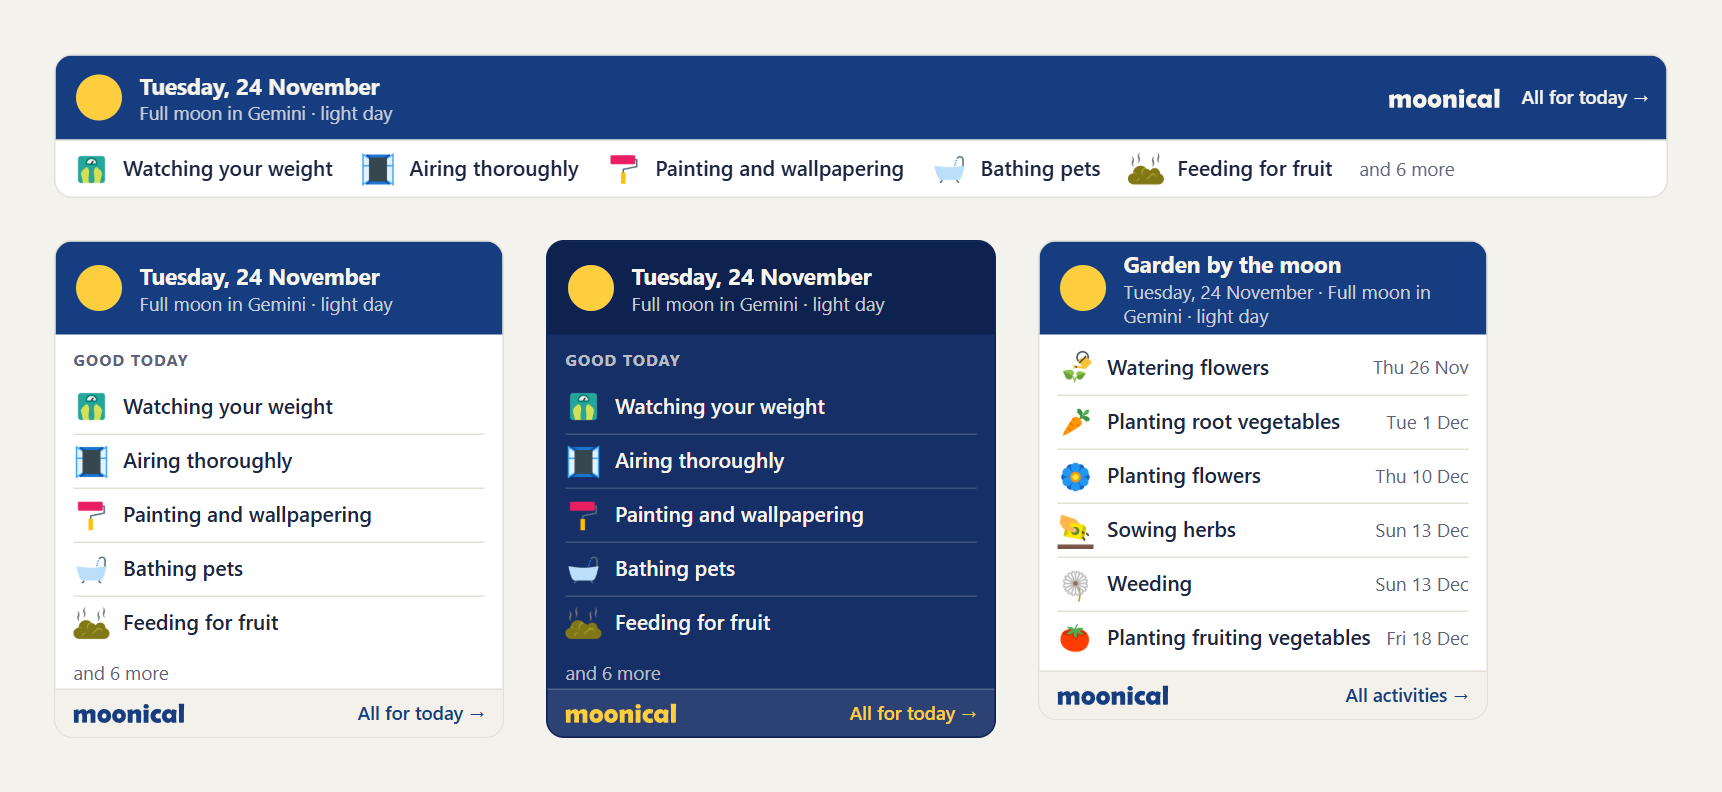 Tuesday, 24 November
Full moon in Gemini · light day
moonical All for today →
Watching your weight Airing thoroughly Painting and wallpapering Bathing pets Feeding for fruit and 6 more
Tuesday, 24 November
Full moon in Gemini · light day
GOOD TODAY
Watching your weight
Airing thoroughly
Painting and wallpapering
Bathing pets
Feeding for fruit
and 6 more
moonical All for today →
Tuesday, 24 November
Full moon in Gemini · light day
GOOD TODAY
Watching your weight
Airing thoroughly
Painting and wallpapering
Bathing pets
Feeding for fruit
and 6 more
moonical All for today →
Garden by the moon
Tuesday, 24 November · Full moon in
Gemini · light day
Watering flowers Thu 26 Nov
Planting root vegetables Tue 1 Dec
Planting flowers Thu 10 Dec
Sowing herbs Sun 13 Dec
Weeding Sun 13 Dec
Planting fruiting vegetables Fri 18 Dec
moonical All activities →